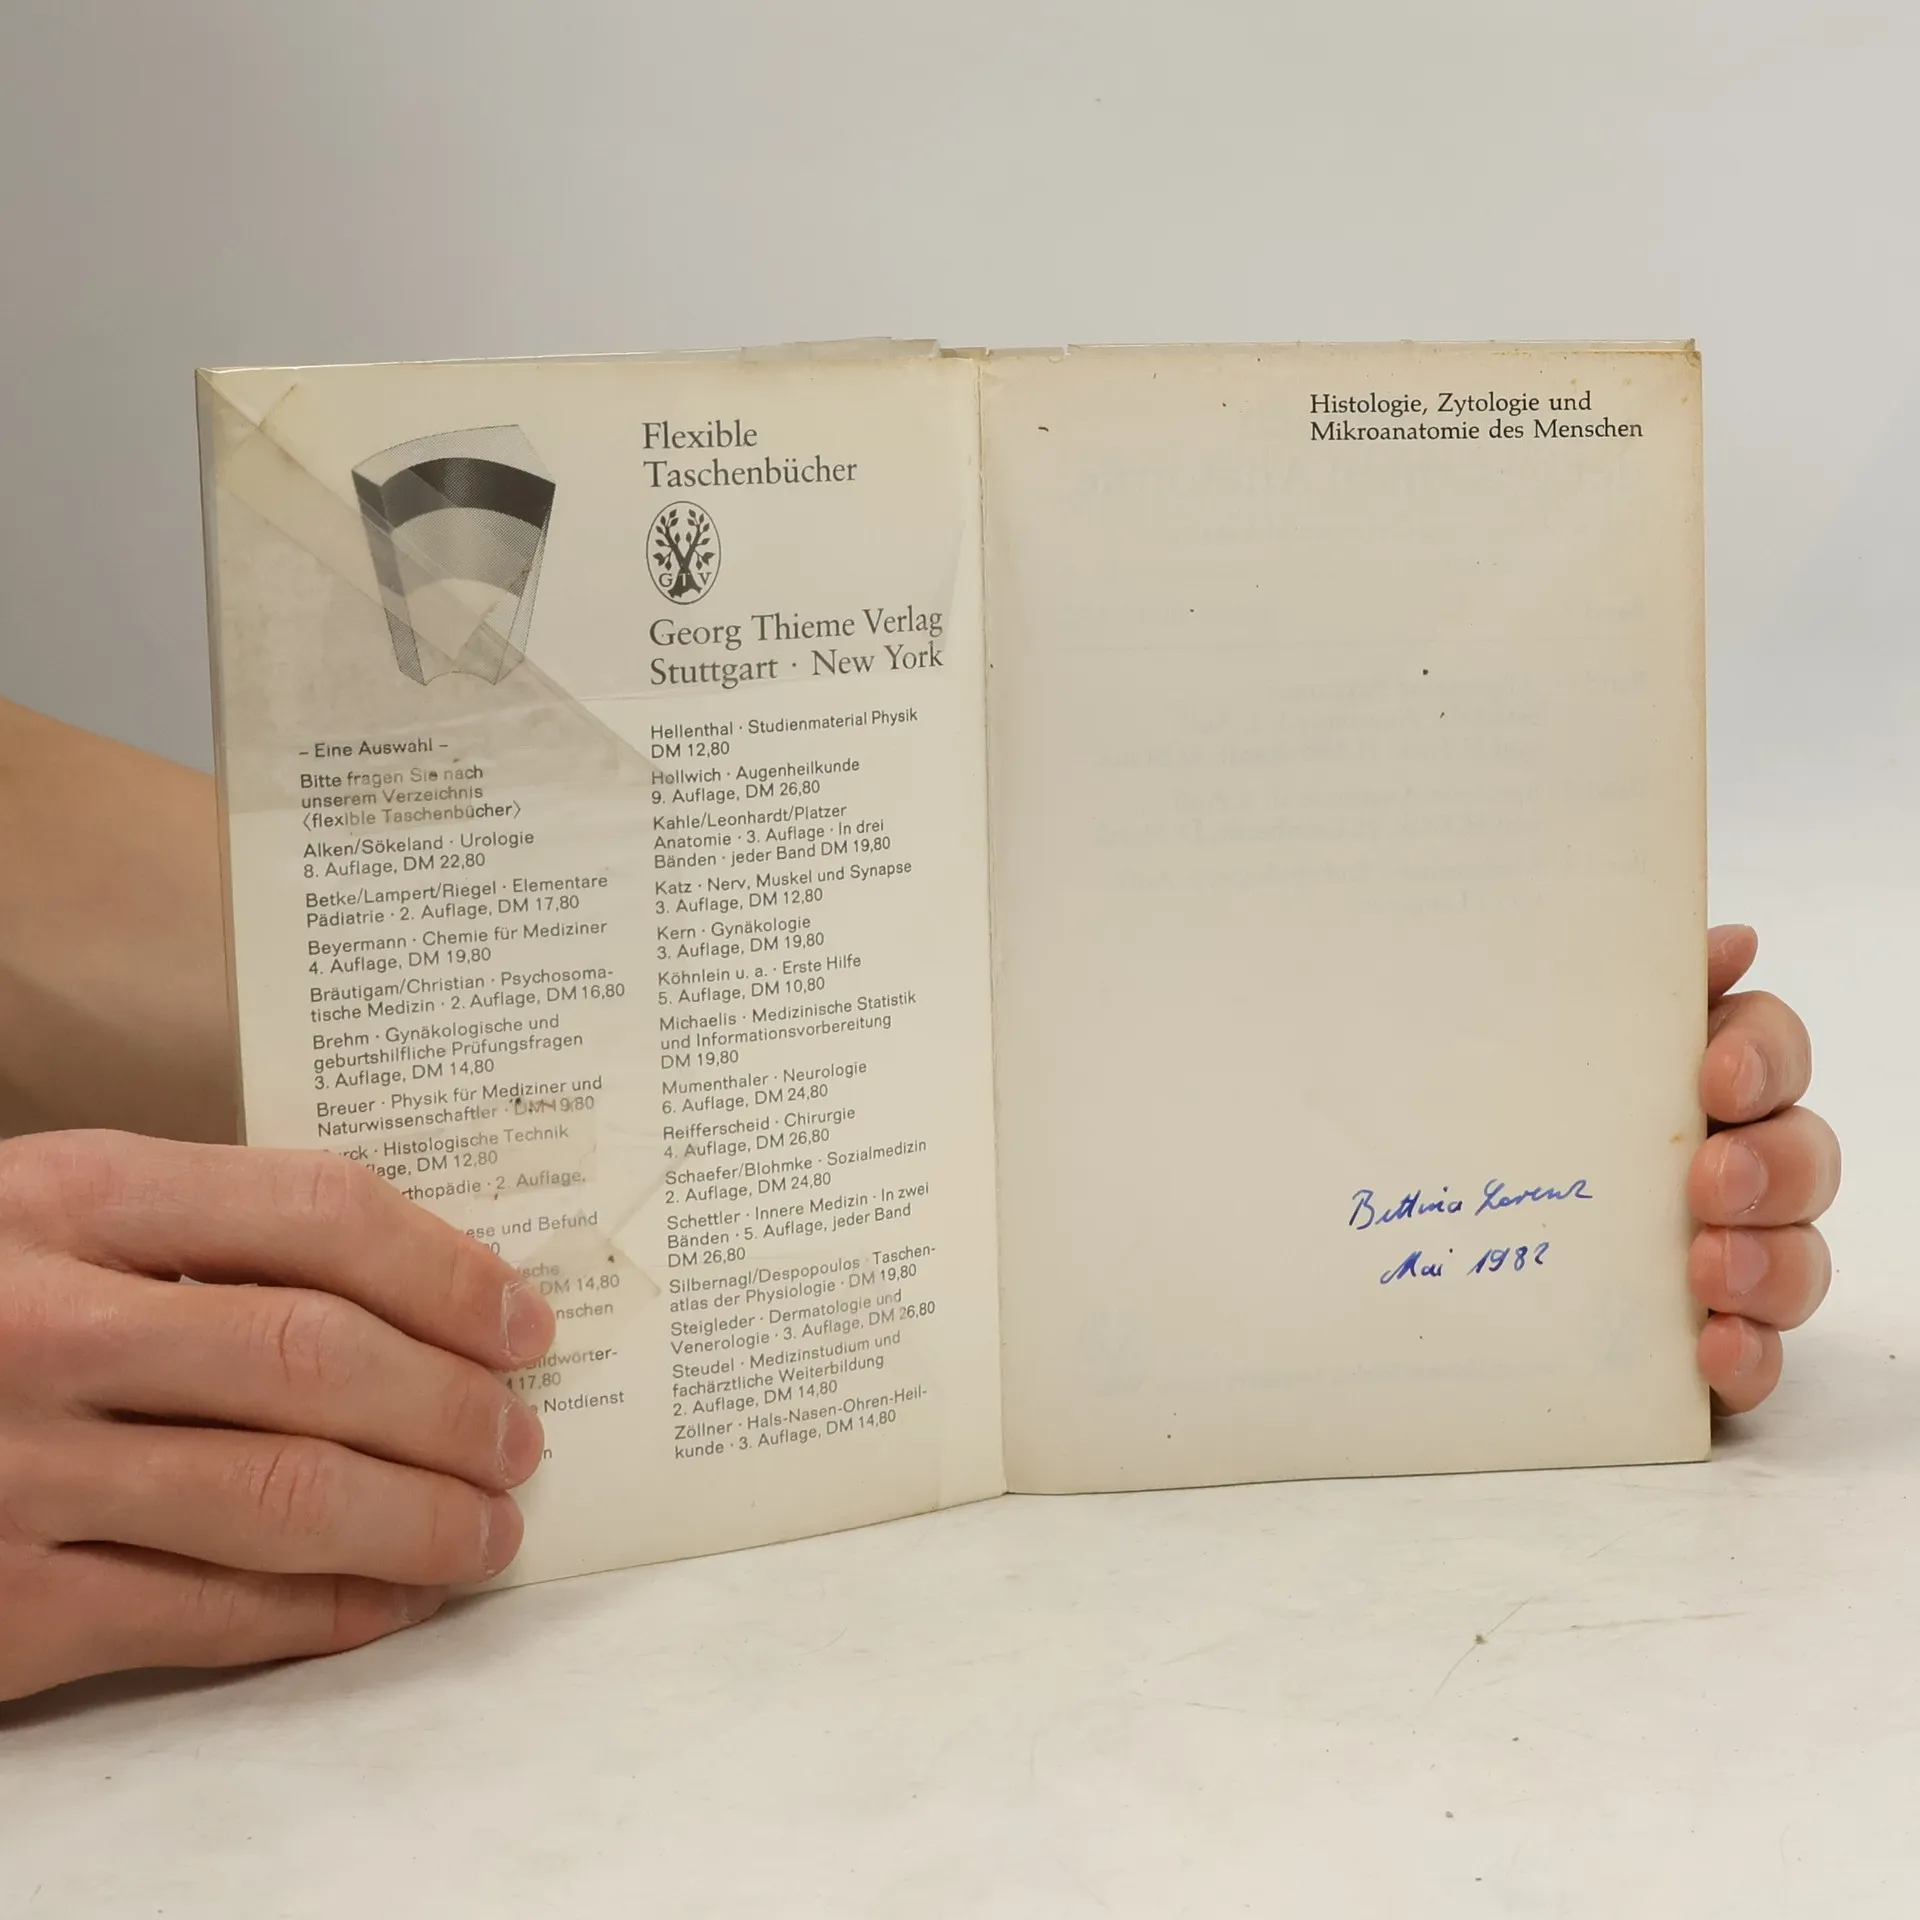 Flexible
Taschenbücher
G T V
Georg Thieme Verlag
Stuttgart · New York
– Eine Auswahl –
Bitte fragen Sie nach
unserem Verzeichnis
⟨flexible Taschenbücher⟩
Alken/Sökeland · Urologie
8. Auflage, DM 22,80
Betke/Lampert/Riegel · Elementare
Pädiatrie · 2. Auflage, DM 17,80
Beyermann · Chemie für Mediziner
4. Auflage, DM 19,80
Bräutigam/Christian · Psychosoma-
tische Medizin · 2. Auflage, DM 16,80
Brehm · Gynäkologische und
geburtshilfliche Prüfungsfragen
3. Auflage, DM 14,80
Breuer · Physik für Mediziner und
Naturwissenschaftler · DM 19,80
· Histologische Technik
DM 12,80
· 2. Auflage,
und Befund
DM 14,80
17,80
Notdienst
Hellenthal · Studienmaterial Physik
DM 12,80
Hollwich · Augenheilkunde
9. Auflage, DM 26,80
Kahle/Leonhardt/Platzer
Anatomie · 3. Auflage · In drei
Bänden · jeder Band DM 19,80
Katz · Nerv, Muskel und Synapse
3. Auflage, DM 12,80
Kern · Gynäkologie
3. Auflage, DM 19,80
Köhnlein u. a. · Erste Hilfe
5. Auflage, DM 10,80
Michaelis · Medizinische Statistik
und Informationsvorbereitung
DM 19,80
Mumenthaler · Neurologie
6. Auflage, DM 24,80
Reifferscheid · Chirurgie
4. Auflage, DM 26,80
Schaefer/Blohmke · Sozialmedizin
2. Auflage, DM 24,80
Schettler · Innere Medizin · In zwei
Bänden · 5. Auflage, jeder Band
DM 26,80
Silbernagl/Despopoulos · Taschen-
atlas der Physiologie · DM 19,80
Steigleder · Dermatologie und
Venerologie · 3. Auflage, DM 26,80
Steudel · Medizinstudium und
fachärztliche Weiterbildung
2. Auflage, DM 14,80
Zöllner · Hals-Nasen-Ohren-Heil-
kunde · 3. Auflage, DM 14,80
Histologie, Zytologie und
Mikroanatomie des Menschen
Bettina Lorenz
Mai 1982